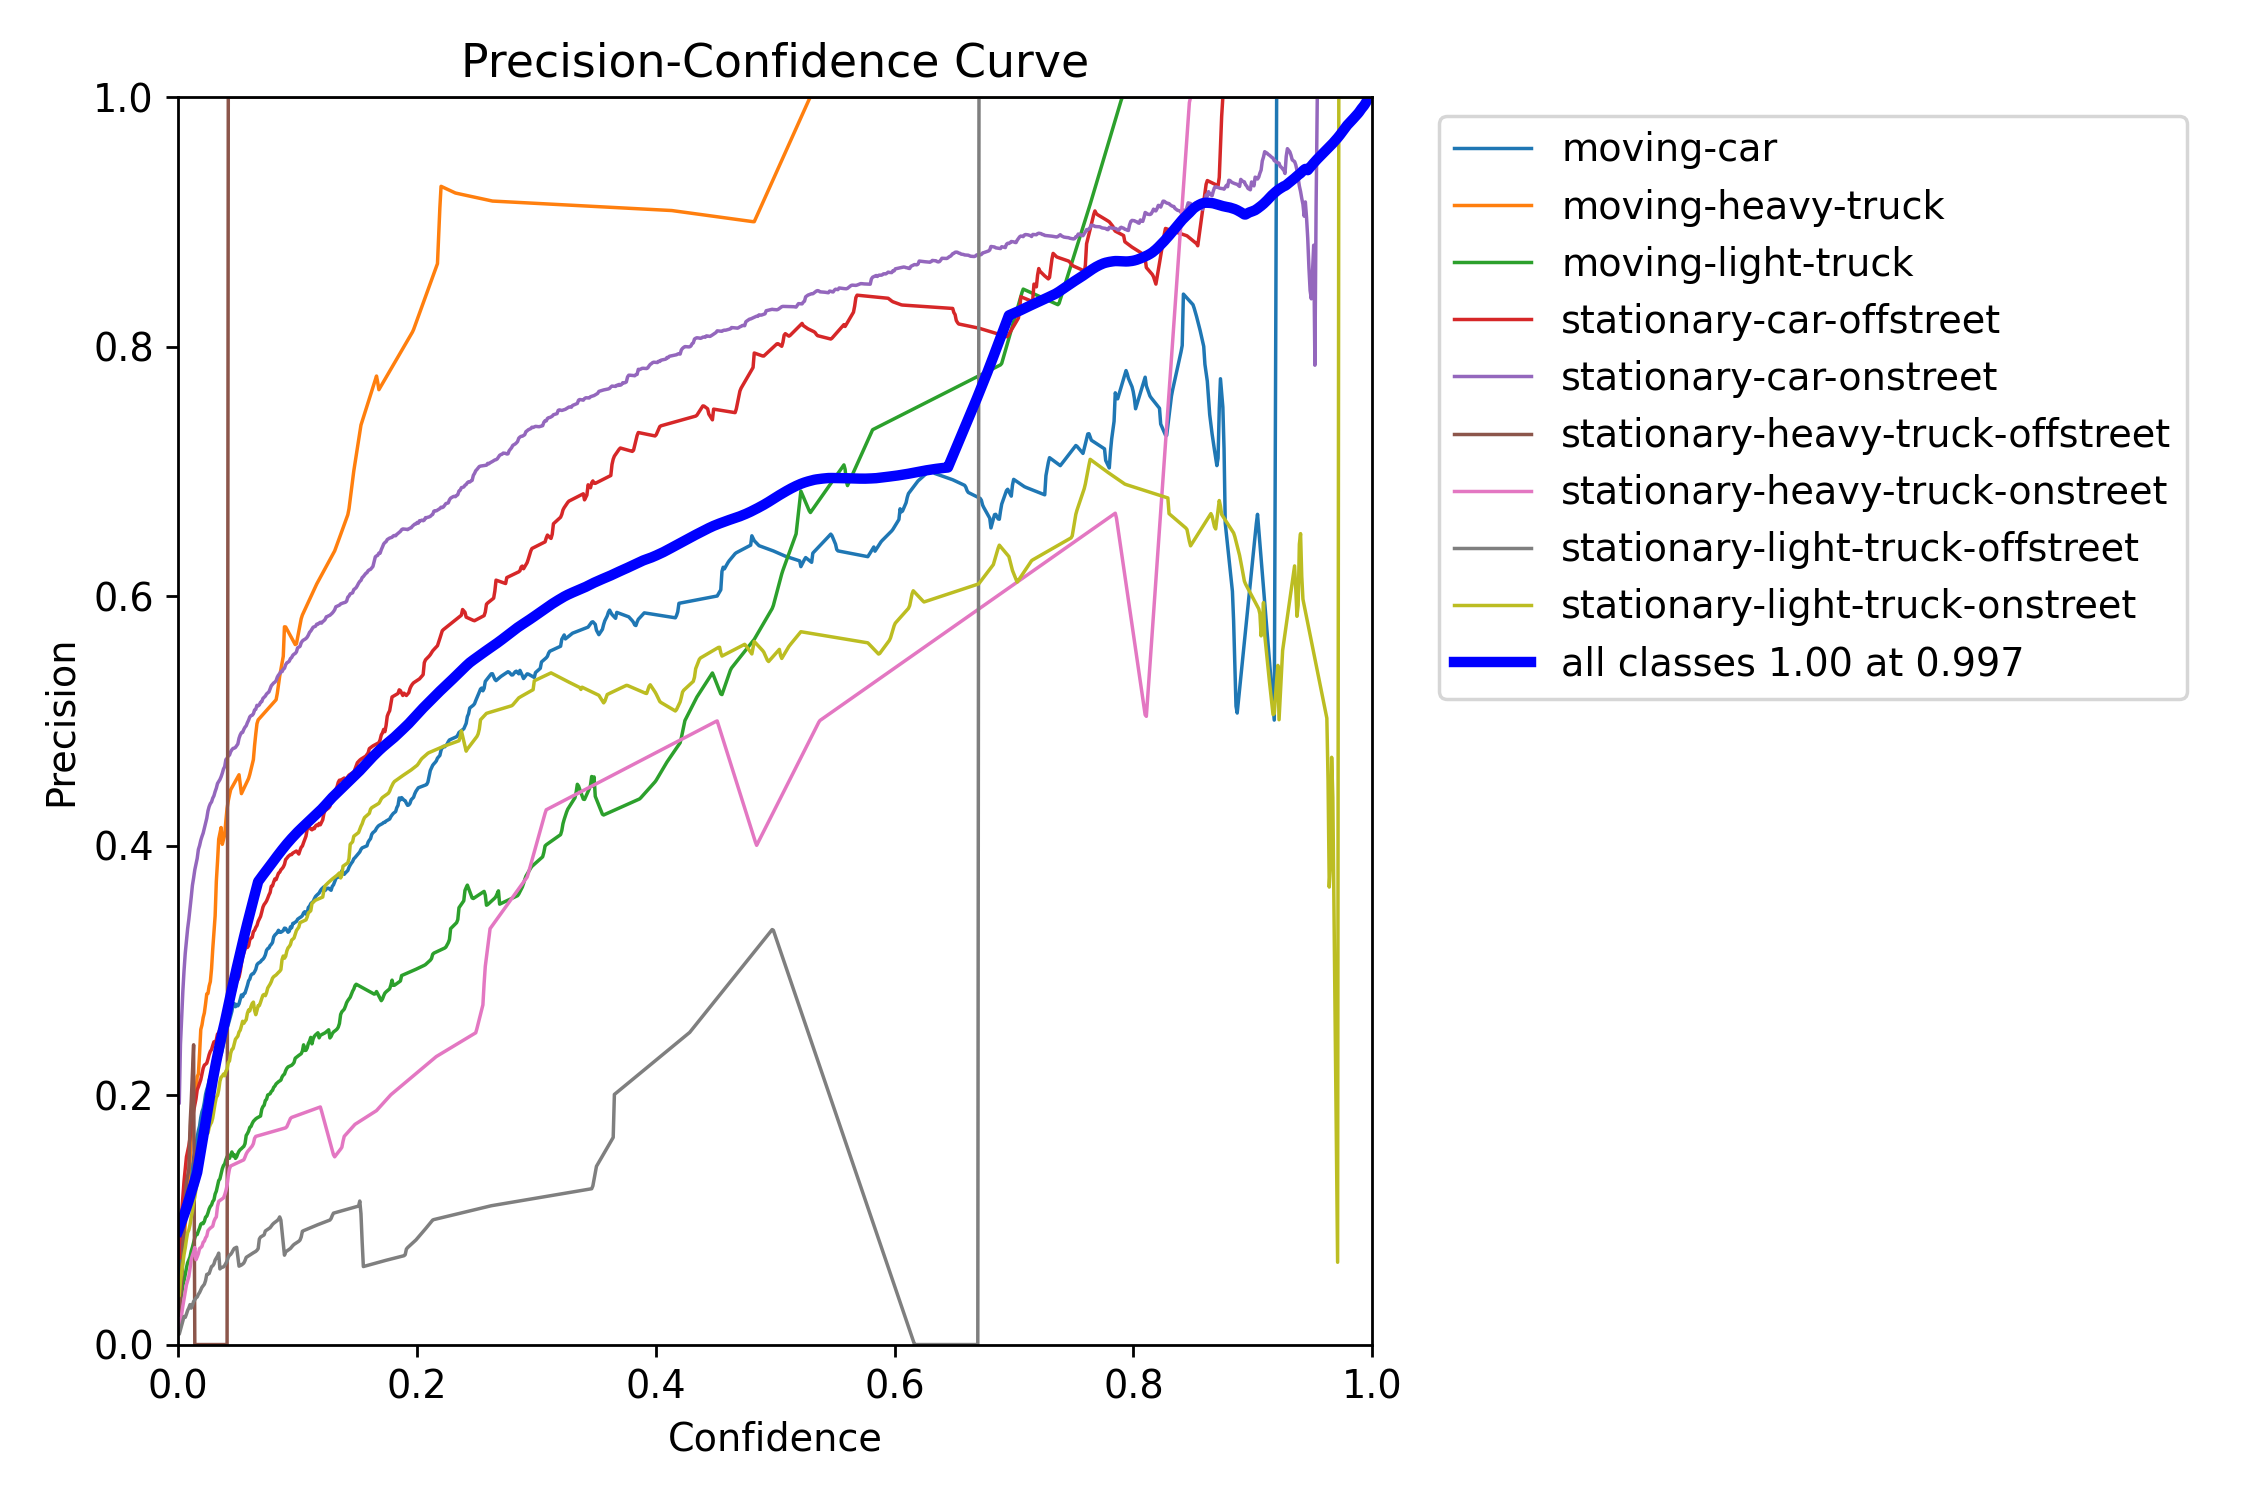 Precision-Confidence Curve
1.0
0.8
0.6
0.4
0.2
0.0
Precision
0.0 0.2 0.4 0.6 0.8 1.0
Confidence
moving-car
moving-heavy-truck
moving-light-truck
stationary-car-offstreet
stationary-car-onstreet
stationary-heavy-truck-offstreet
stationary-heavy-truck-onstreet
stationary-light-truck-offstreet
stationary-light-truck-onstreet
all classes 1.00 at 0.997